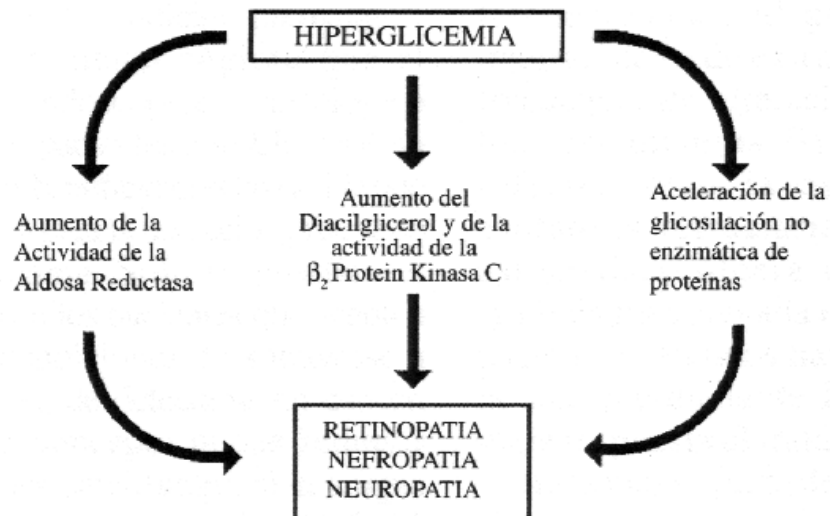 HIPERGLICEMIA
Aumento de la
Actividad de la
Aldosa Reductasa
Aumento del
Diacilglicerol y de la
actividad de la
β₂ Protein Kinasa C
Aceleración de la
glicosilación no
enzimática de
proteínas
RETINOPATIA
NEFROPATIA
NEUROPATIA